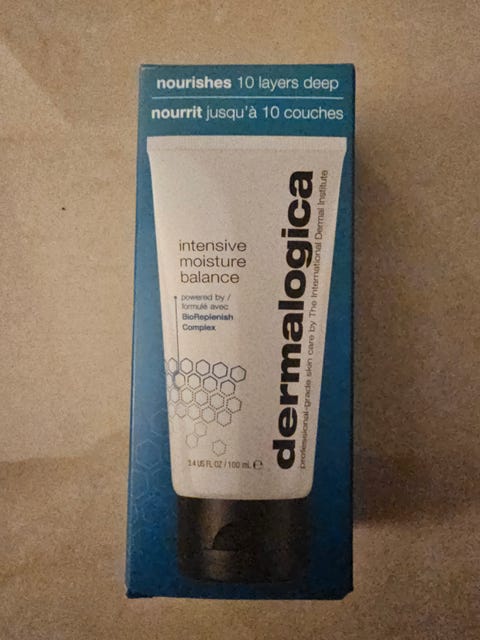 nourishes 10 layers deep
nourrit jusqu'à 10 couches
intensive
moisture
balance
powered by /
formulé avec
BioReplenish
Complex
3.4 US FL OZ / 100 mL ℮
dermalogica
professional-grade skin care by The International Dermal Institute